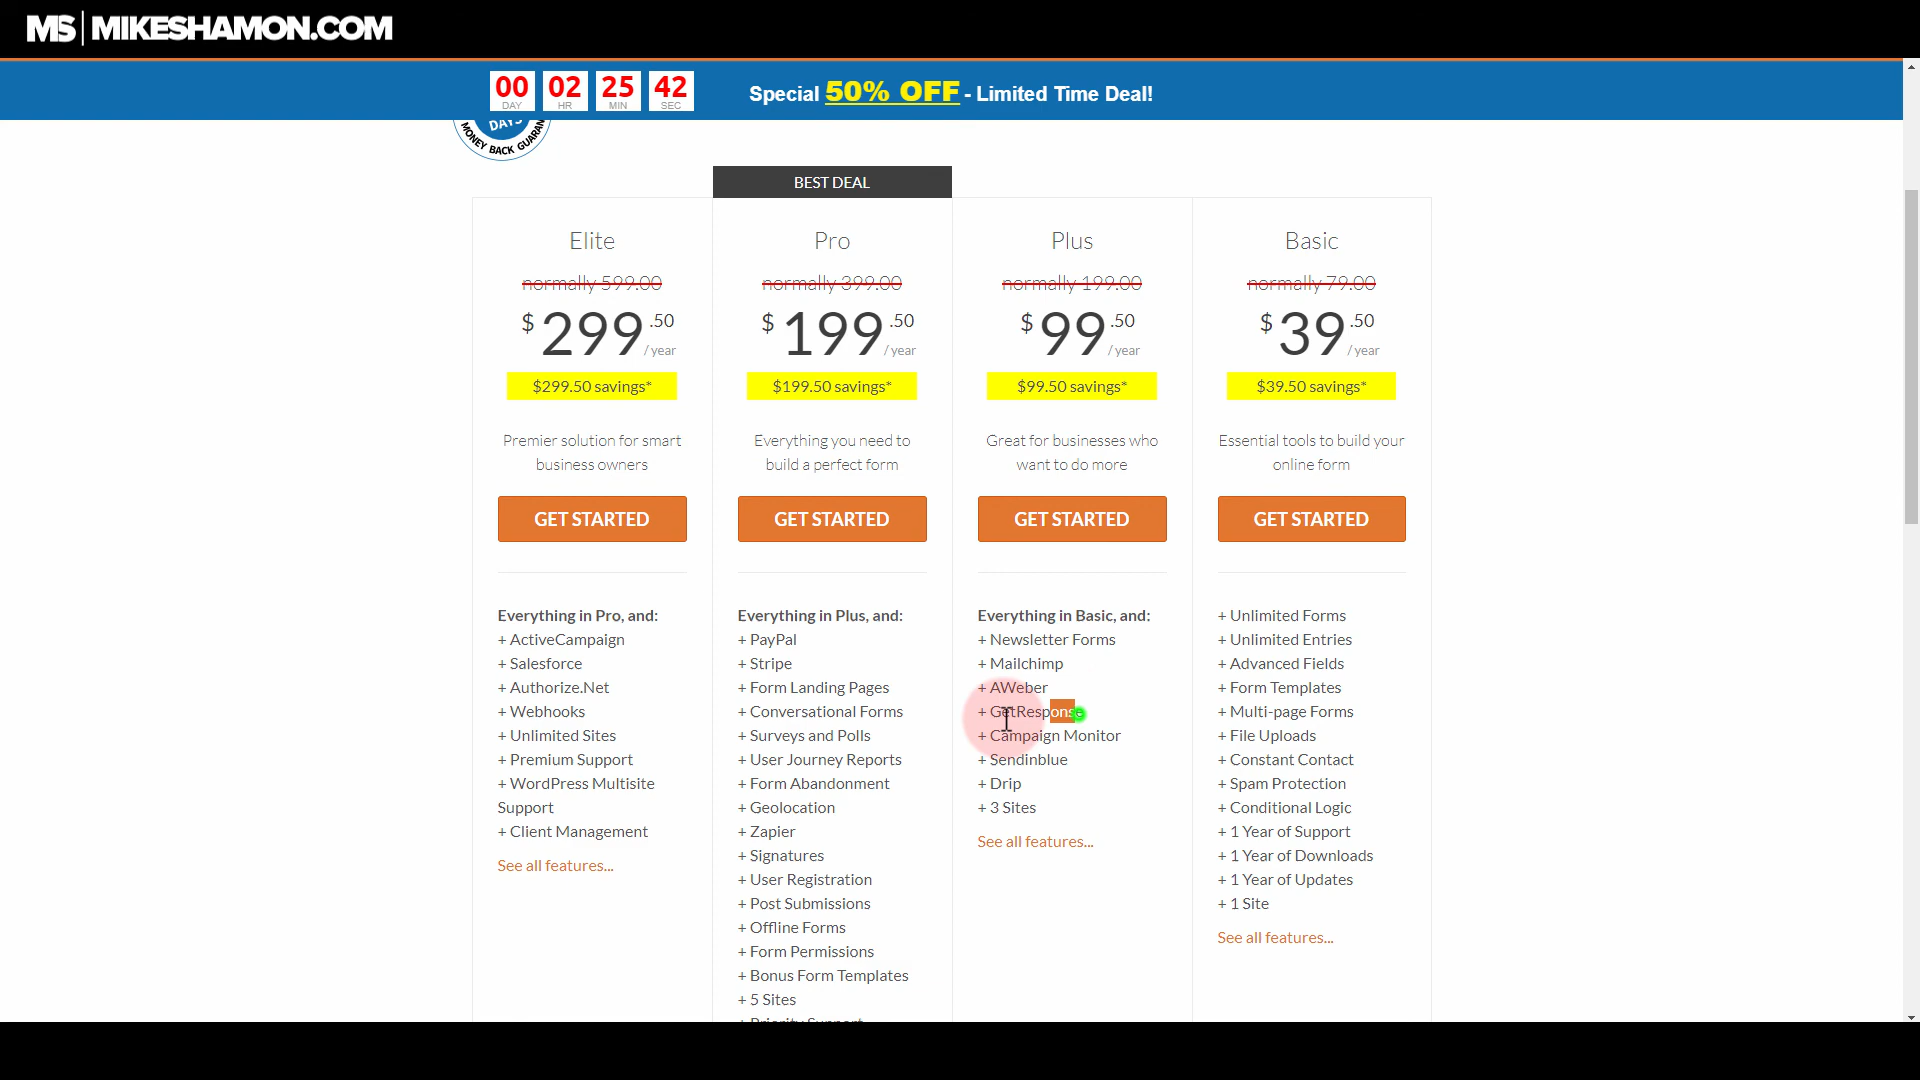 MS | MIKESHAMON.COM
00 02 25 42
DAY HR MIN SEC
Special 50% OFF - Limited Time Deal!
DAYS
MONEY BACK
BEST DEAL
Elite
normally 599.00
$299.50/year
$299.50 savings*
Premier solution for smart
business owners
GET STARTED
Everything in Pro, and:
+ ActiveCampaign
+ Salesforce
+ Authorize.Net
+ Webhooks
+ Unlimited Sites
+ Premium Support
+ WordPress Multisite
Support
+ Client Management
See all features...
Pro
normally 399.00
$199.50/year
$199.50 savings*
Everything you need to
build a perfect form
GET STARTED
Everything in Plus, and:
+ PayPal
+ Stripe
+ Form Landing Pages
+ Conversational Forms
+ Surveys and Polls
+ User Journey Reports
+ Form Abandonment
+ Geolocation
+ Zapier
+ Signatures
+ User Registration
+ Post Submissions
+ Offline Forms
+ Form Permissions
+ Bonus Form Templates
+ 5 Sites
+ Priority Support
Plus
normally 199.00
$99.50/year
$99.50 savings*
Great for businesses who
want to do more
GET STARTED
Everything in Basic, and:
+ Newsletter Forms
+ Mailchimp
+ AWeber
+ GetResponse
+ Campaign Monitor
+ Sendinblue
+ Drip
+ 3 Sites
See all features...
Basic
normally 79.00
$39.50/year
$39.50 savings*
Essential tools to build your
online form
GET STARTED
+ Unlimited Forms
+ Unlimited Entries
+ Advanced Fields
+ Form Templates
+ Multi-page Forms
+ File Uploads
+ Constant Contact
+ Spam Protection
+ Conditional Logic
+ 1 Year of Support
+ 1 Year of Downloads
+ 1 Year of Updates
+ 1 Site
See all features...